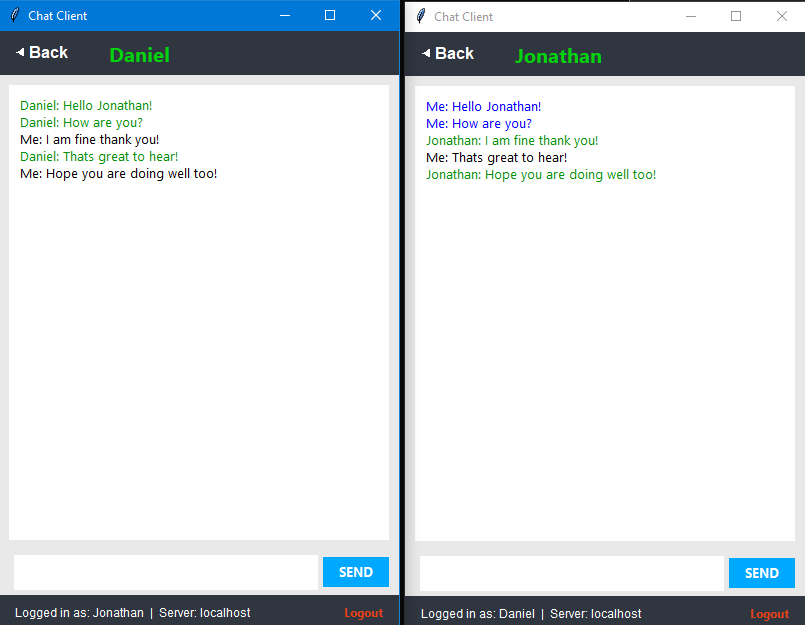 Chat Client
◄ Back
Daniel
Daniel: Hello Jonathan!
Daniel: How are you?
Me: I am fine thank you!
Daniel: Thats great to hear!
Me: Hope you are doing well too!
SEND
Logged in as: Jonathan | Server: localhost
Logout
Chat Client
◄ Back
Jonathan
Me: Hello Jonathan!
Me: How are you?
Jonathan: I am fine thank you!
Me: Thats great to hear!
Jonathan: Hope you are doing well too!
SEND
Logged in as: Daniel | Server: localhost
Logout